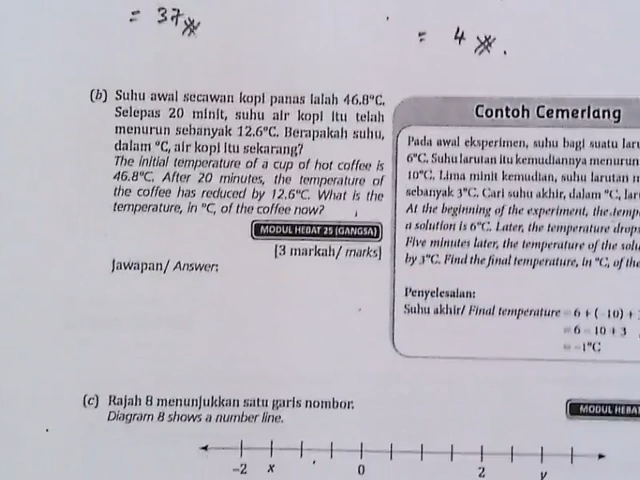 = 37
= 4
(b) Suhu awal secawan kopi panas ialah 46.8°C.
Selepas 20 minit, suhu air kopi itu telah
menurun sebanyak 12.6°C. Berapakah suhu,
dalam °C, air kopi itu sekarang?
The initial temperature of a cup of hot coffee is
46.8°C. After 20 minutes, the temperature of
the coffee has reduced by 12.6°C. What is the
temperature, in °C, of the coffee now?
MODUL HEBAT 25 (GANGSA)
[3 markah/ marks]
Jawapan/ Answer:
Contoh Cemerlang
Pada awal eksperimen, suhu bagi suatu
6°C. Suhu larutan itu kemudiannya menurun
10°C. Lima minit kemudian, suhu larutan
sebanyak 3°C. Cari suhu akhir, dalam °C,
At the beginning of the experiment, the
a solution is 6°C. Later, the temperature
Five minutes later, the temperature of the
by 3°C. Find the final temperature, in °C, of the
Penyelesaian:
Suhu akhir/ Final temperature = 6 + (-10) +
= 6 - 10 + 3
= -1°C
(c) Rajah 8 menunjukkan satu garis nombor.
Diagram 8 shows a number line.
MODUL
-2 x 0 2 y